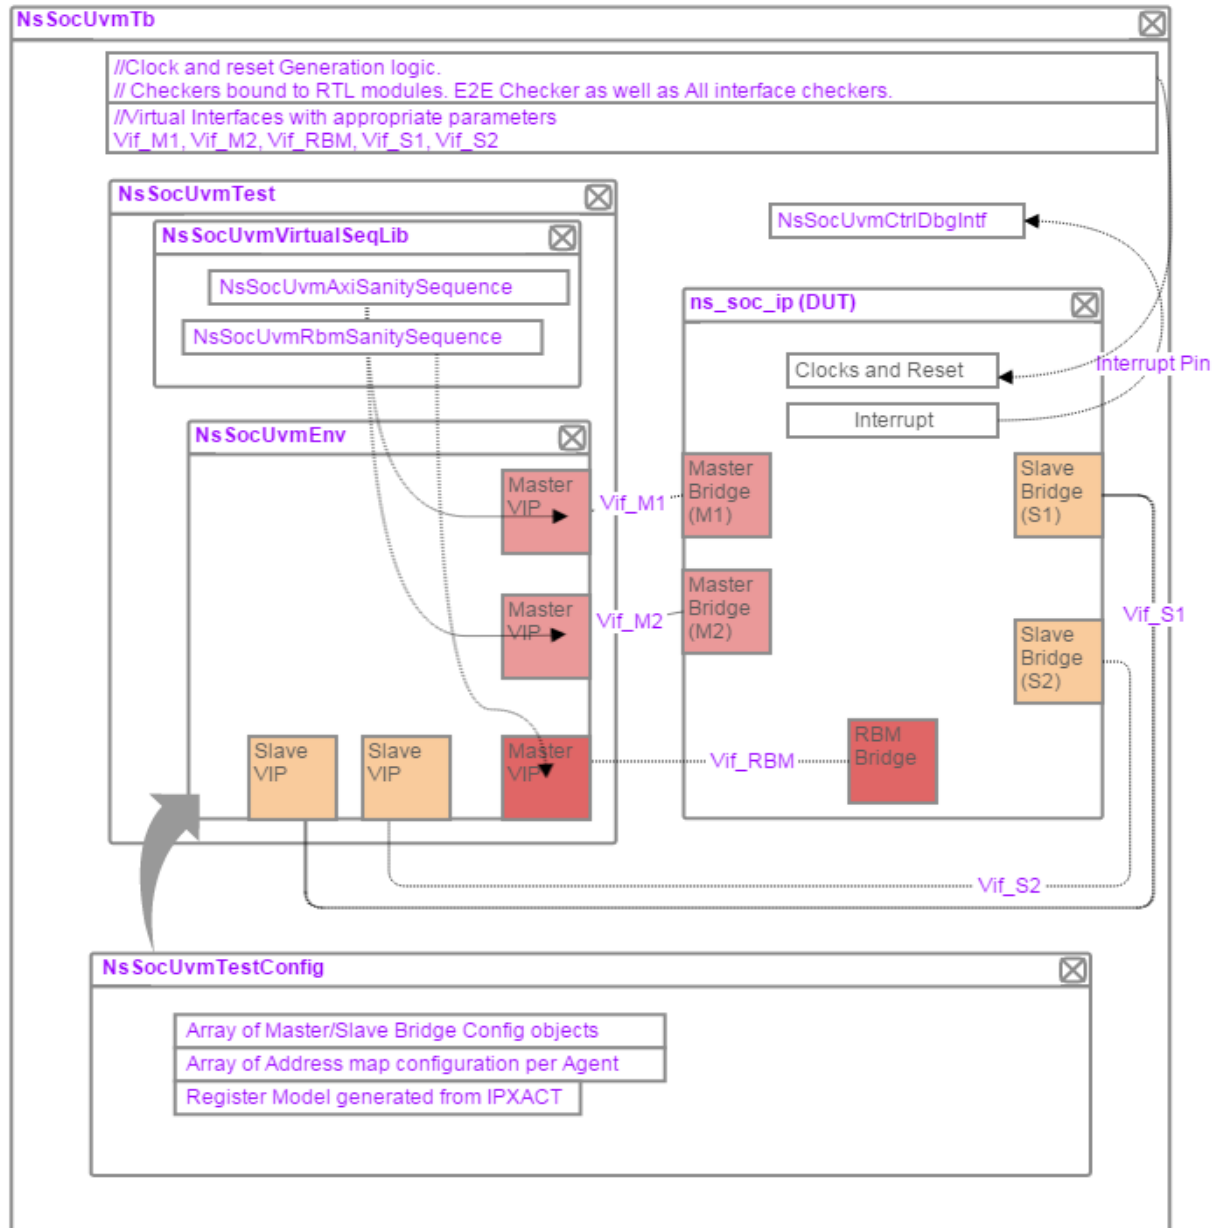 NsSocUvmTb
//Clock and reset Generation logic.
// Checkers bound to RTL modules. E2E Checker as well as All interface checkers.
//Virtual Interfaces with appropriate parameters
Vif_M1, Vif_M2, Vif_RBM, Vif_S1, Vif_S2
NsSocUvmTest
NsSocUvmVirtualSeqLib
NsSocUvmAxiSanitySequence
NsSocUvmRbmSanitySequence
NsSocUvmCtrlDbgIntf
ns_soc_ip (DUT)
Clocks and Reset
Interrupt Pin
Interrupt
NsSocUvmEnv
Master
VIP
Vif_M1
Master
Bridge
(M1)
Slave
Bridge
(S1)
Master
VIP
Vif_M2
Master
Bridge
(M2)
Vif_S1
Slave
Bridge
(S2)
Slave
VIP
Slave
VIP
Master
VIP
Vif_RBM
RBM
Bridge
Vif_S2
NsSocUvmTestConfig
Array of Master/Slave Bridge Config objects
Array of Address map configuration per Agent
Register Model generated from IPXACT